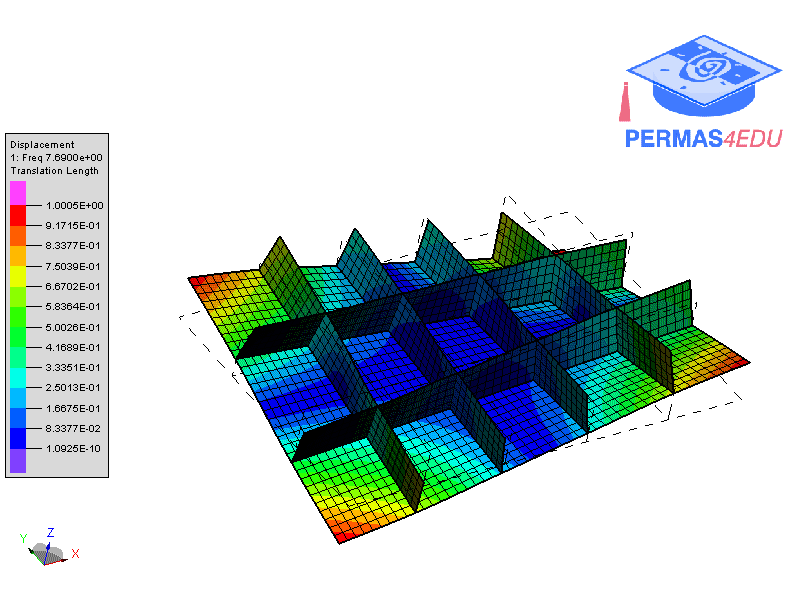 PERMAS4EDU
Displacement
1: Freq 7.6900e+00
Translation Length
1.0005E+00
9.1715E-01
8.3377E-01
7.5039E-01
6.6702E-01
5.8364E-01
5.0026E-01
4.1689E-01
3.3351E-01
2.5013E-01
1.6675E-01
8.3377E-02
1.0925E-10
Z
Y
X